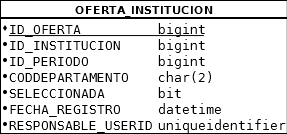 OFERTA_INSTITUCION
•ID_OFERTA bigint
•ID_INSTITUCION bigint
•ID_PERIODO bigint
•CODDEPARTAMENTO char(2)
•SELECCIONADA bit
•FECHA_REGISTRO datetime
•RESPONSABLE_USERID uniqueidentifier